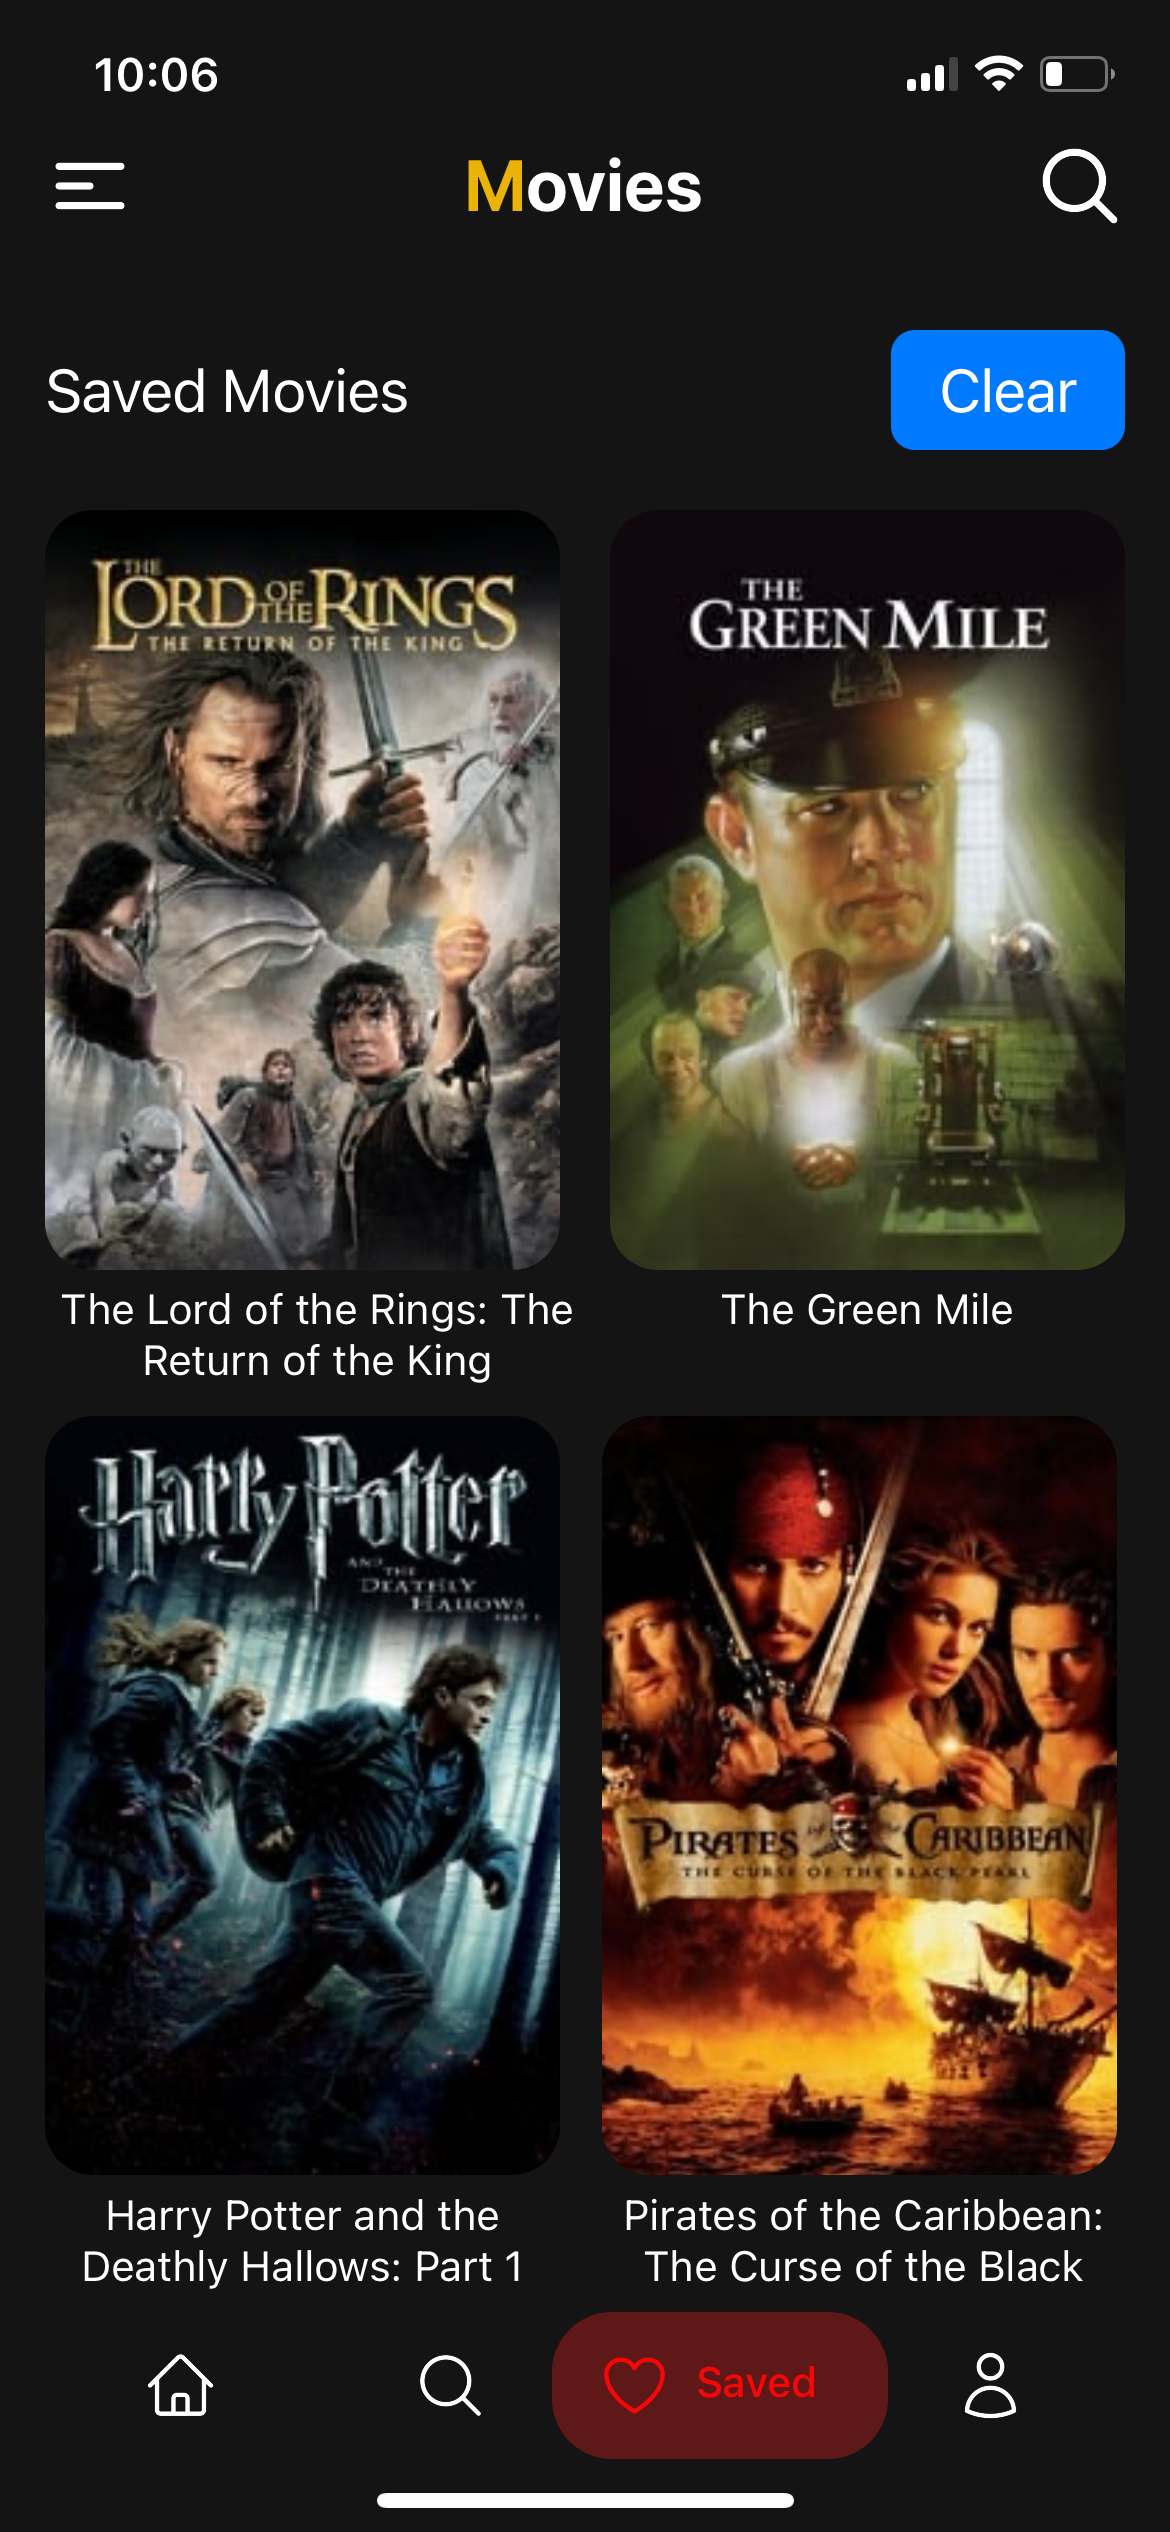 10:06
Movies
Saved Movies
Clear
THE
LORD OF THE RINGS
THE RETURN OF THE KING
THE
GREEN MILE
The Lord of the Rings: The
Return of the King
The Green Mile
Harry Potter
AND
THE
DEATHLY
HALLOWS
PART 1
PIRATES of the CARIBBEAN
THE CURSE OF THE BLACK PEARL
Harry Potter and the
Deathly Hallows: Part 1
Pirates of the Caribbean:
The Curse of the Black
Saved